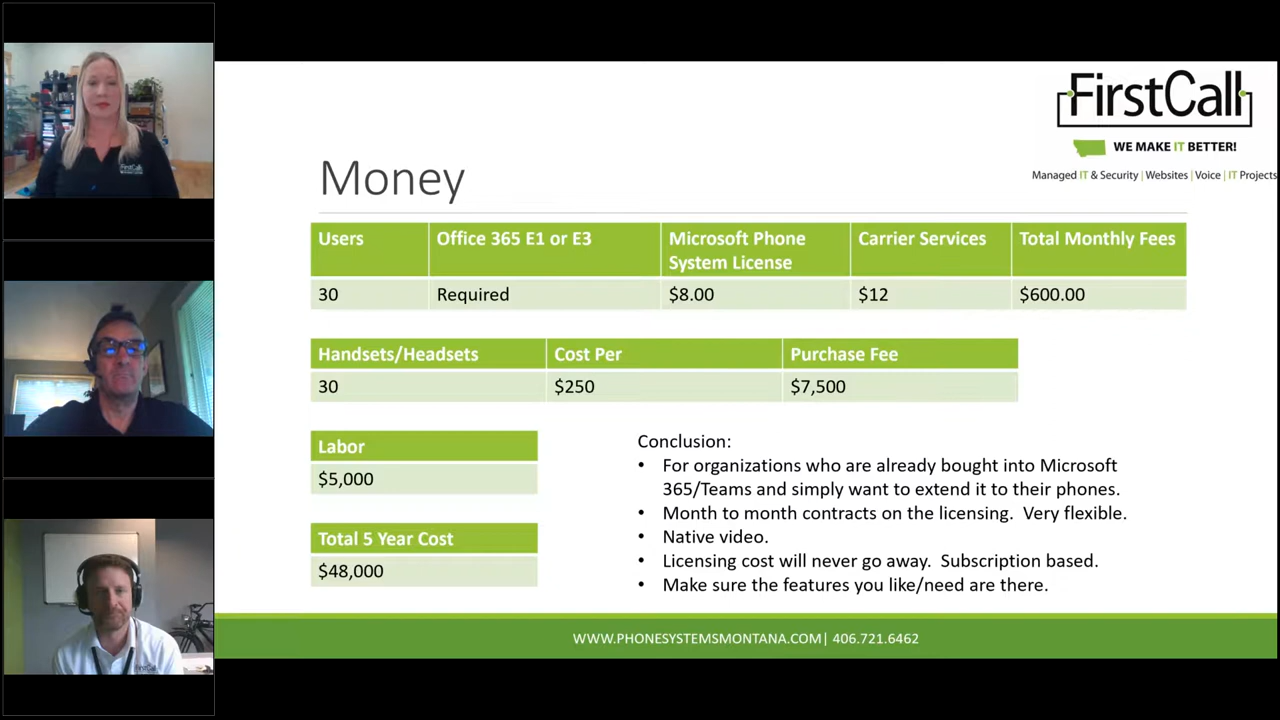 FirstCall
WE MAKE IT BETTER!
Managed IT & Security | Websites | Voice | IT Projects
Money
Users Office 365 E1 or E3 Microsoft Phone System License Carrier Services Total Monthly Fees
30 Required $8.00 $12 $600.00
Handsets/Headsets Cost Per Purchase Fee
30 $250 $7,500
Labor
$5,000
Total 5 Year Cost
$48,000
Conclusion:
• For organizations who are already bought into Microsoft
365/Teams and simply want to extend it to their phones.
• Month to month contracts on the licensing.  Very flexible.
• Native video.
• Licensing cost will never go away.  Subscription based.
• Make sure the features you like/need are there.
WWW.PHONESYSTEMSMONTANA.COM| 406.721.6462
FirstCall
FirstCall